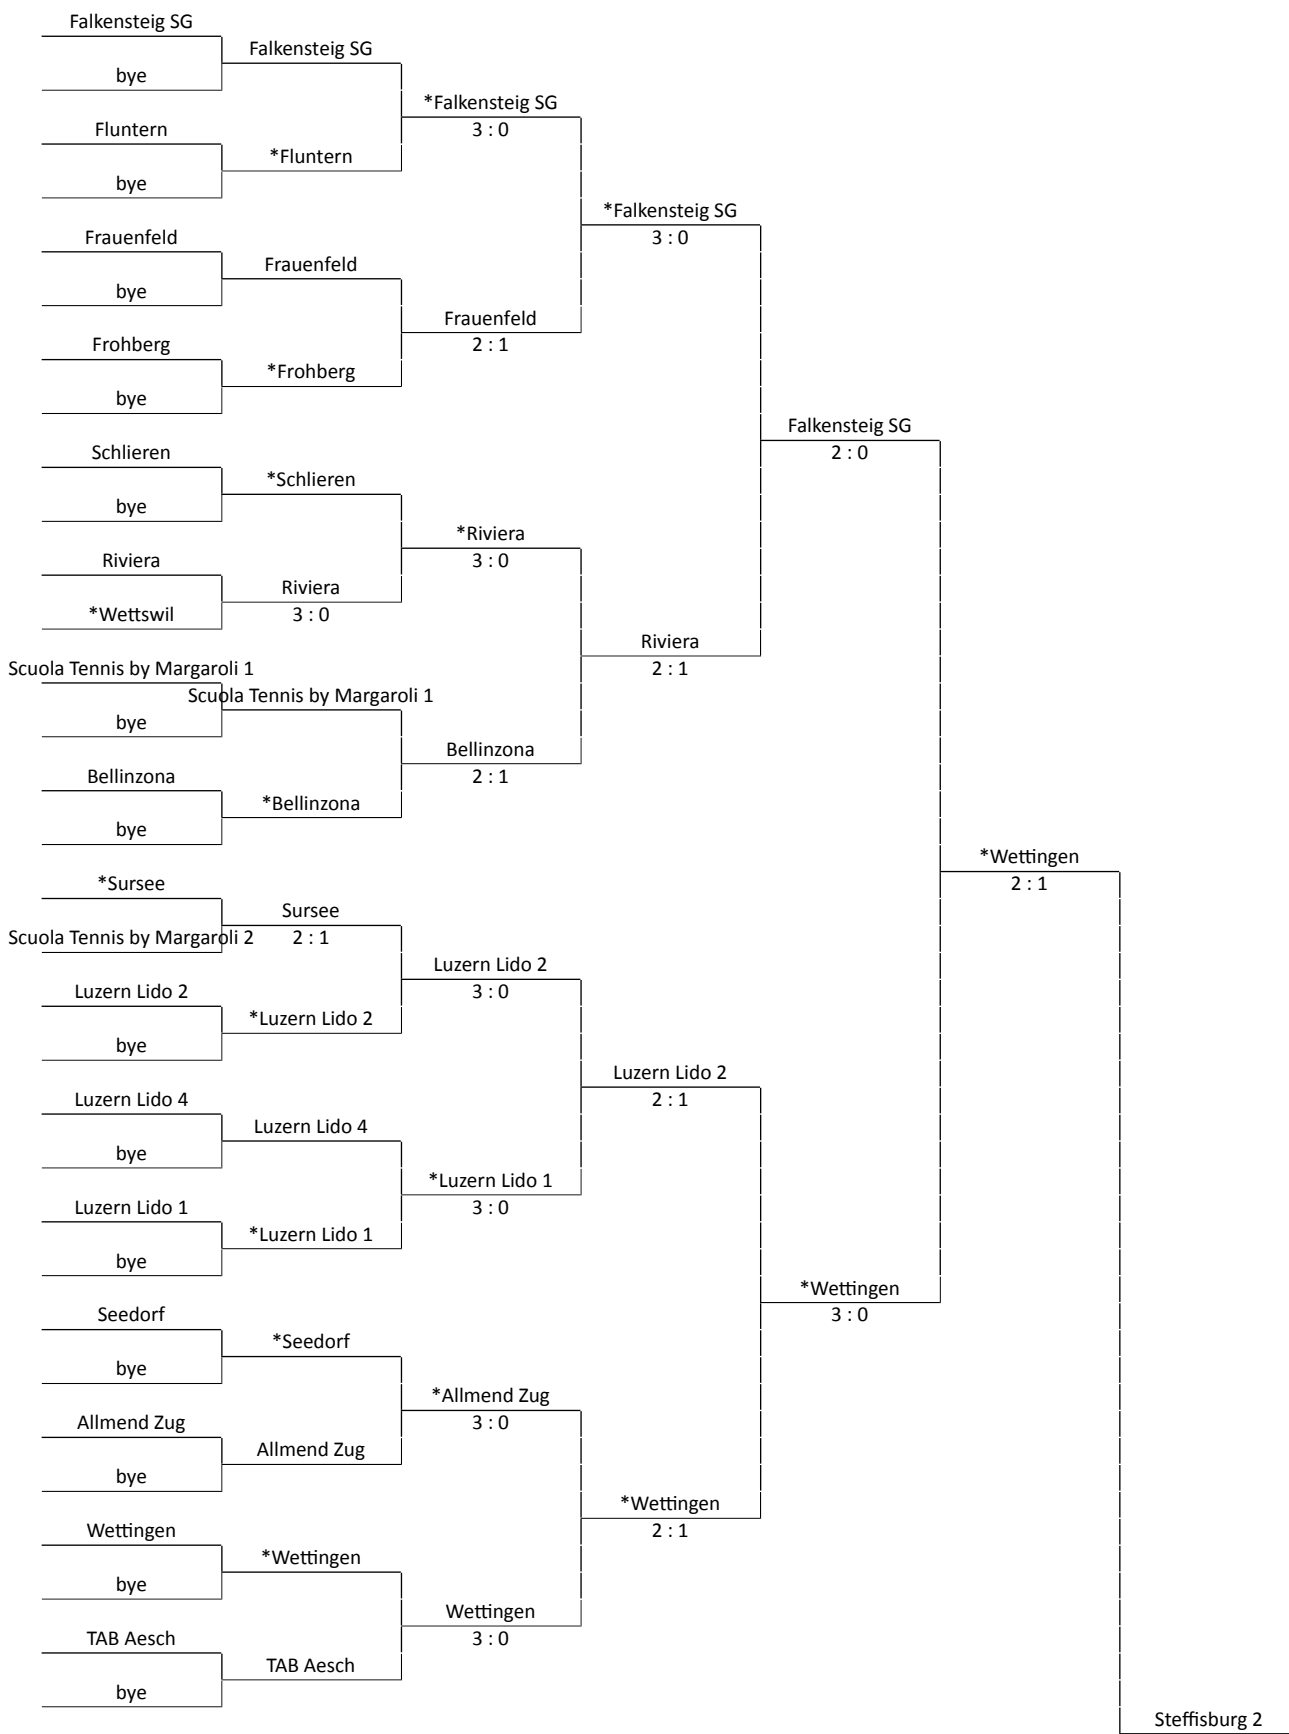 Falkensteig SG
Falkensteig SG
bye
*Falkensteig SG
3 : 0
Fluntern
*Fluntern
bye
*Falkensteig SG
3 : 0
Frauenfeld
Frauenfeld
bye
Frauenfeld
2 : 1
Frohberg
*Frohberg
bye
Falkensteig SG
2 : 0
Schlieren
*Schlieren
bye
*Riviera
3 : 0
Riviera
Riviera
3 : 0
*Wettswil
Riviera
2 : 1
Scuola Tennis by Margaroli 1
Scuola Tennis by Margaroli 1
bye
Bellinzona
2 : 1
Bellinzona
*Bellinzona
bye
*Wettingen
2 : 1
*Sursee
Sursee
2 : 1
Scuola Tennis by Margaroli 2
Luzern Lido 2
3 : 0
Luzern Lido 2
*Luzern Lido 2
bye
Luzern Lido 2
2 : 1
Luzern Lido 4
Luzern Lido 4
bye
*Luzern Lido 1
3 : 0
Luzern Lido 1
*Luzern Lido 1
bye
*Wettingen
3 : 0
Seedorf
*Seedorf
bye
*Allmend Zug
3 : 0
Allmend Zug
Allmend Zug
bye
*Wettingen
2 : 1
Wettingen
*Wettingen
bye
Wettingen
3 : 0
TAB Aesch
TAB Aesch
bye
Steffisburg 2